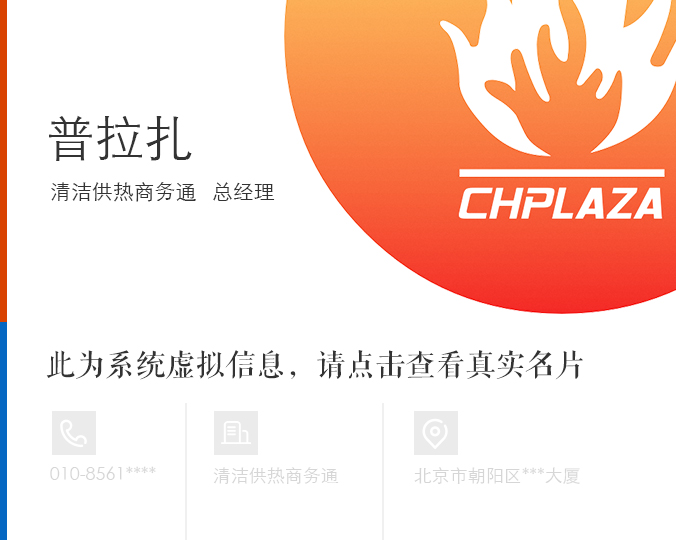 CHPLAZA
普拉扎
清洁供热商务通 总经理
此为系统虚拟信息，请点击查看真实名片
010-8561****
清洁供热商务通
北京市朝阳区***大厦